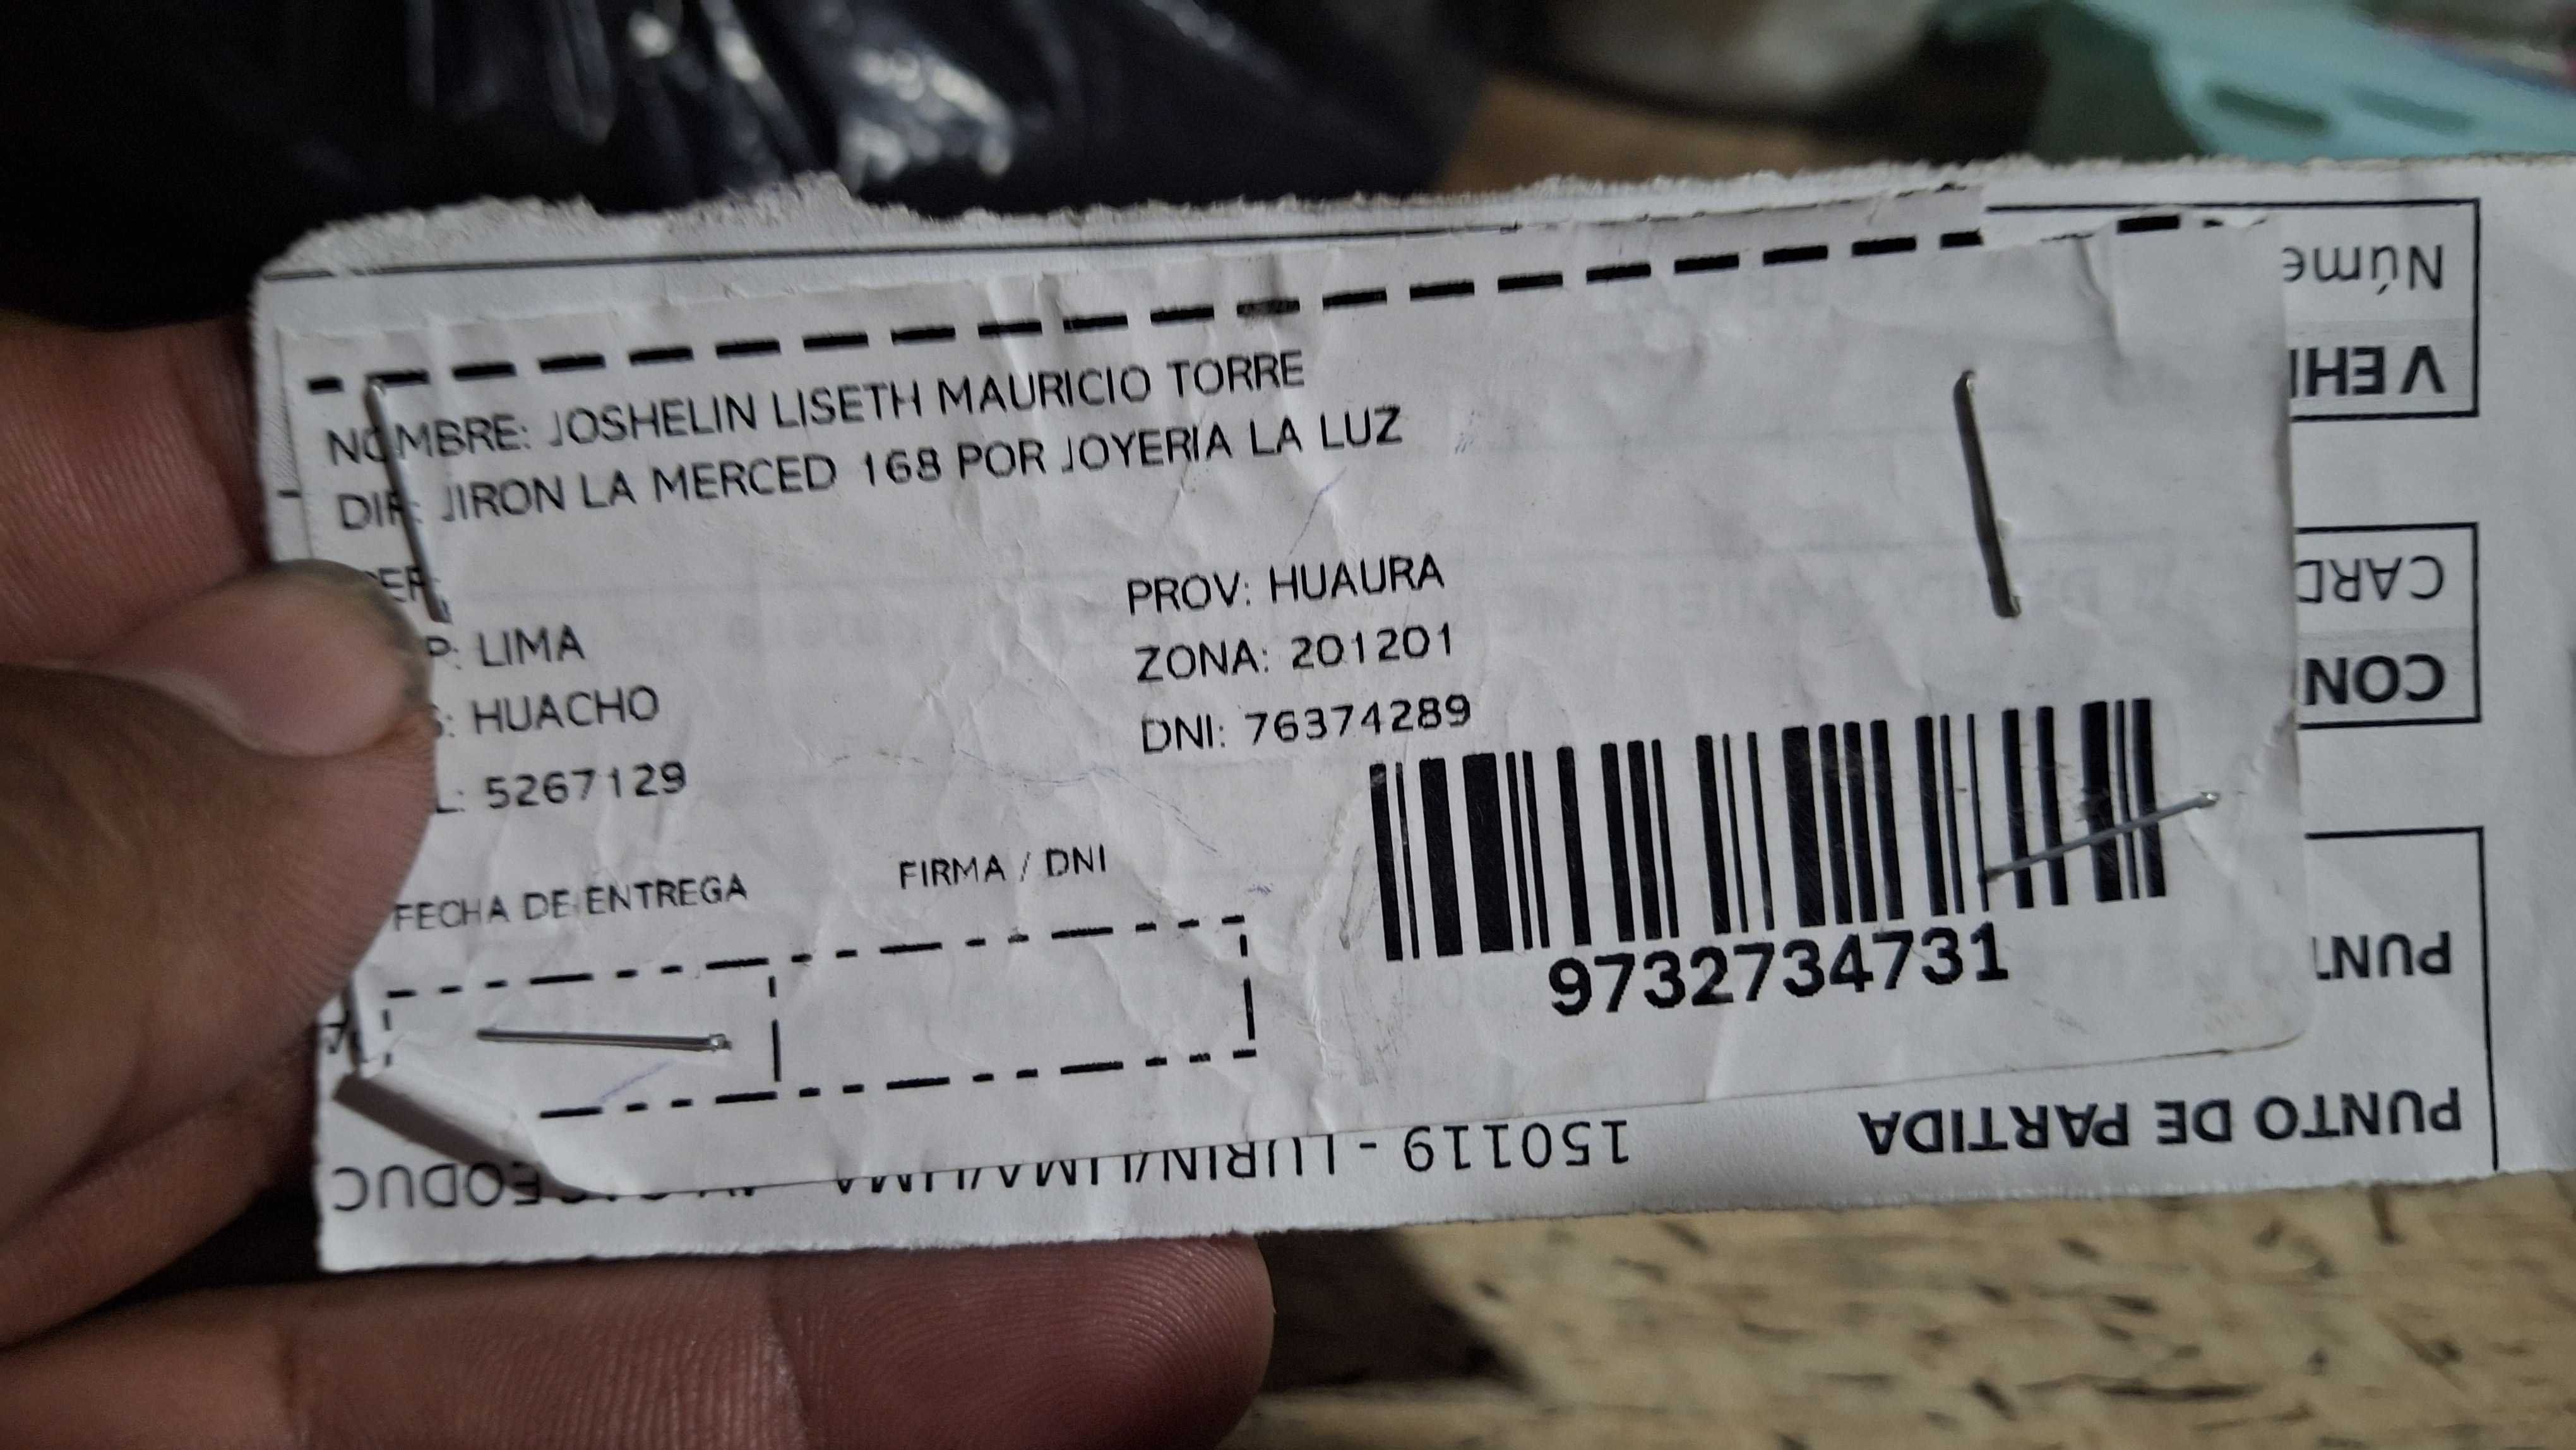 NOMBRE: JOSHELIN LISETH MAURICIO TORRE
DIR: JIRON LA MERCED 168 POR JOYERIA LA LUZ
P: LIMA
PROV: HUAURA
: HUACHO
ZONA: 201201
L: 5267129
DNI: 76374289
FECHA DE ENTREGA
FIRMA / DNI
9732734731
PUNTO DE PARTIDA
150119 - LURIN/LIMA/LIMA
PUNT
CON
CARD
VEHI
Núme